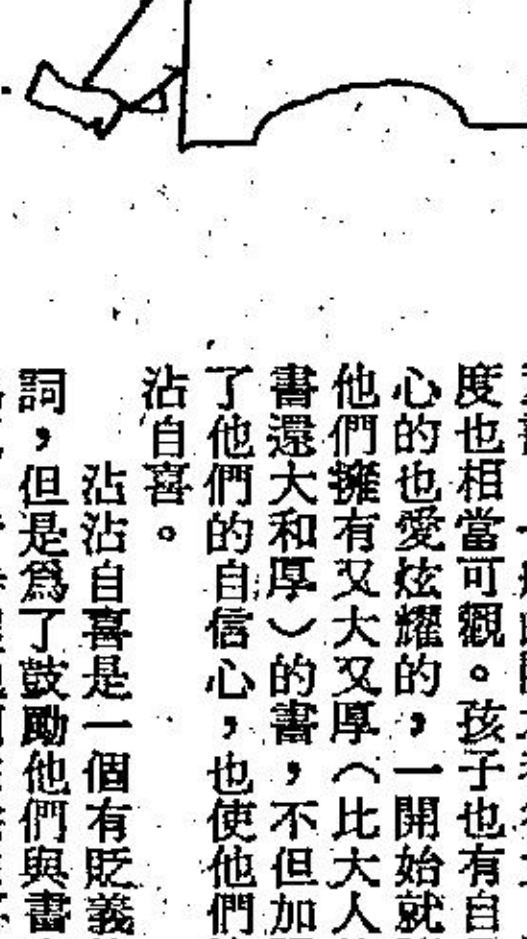 度也相當可觀。孩子也有自
心的也愛炫耀的，一開始就
他們擁有又大又厚（比大人
書還大和厚）的書，不但加
了他們的自信心，也使他們
沾自喜。
沾沾自喜是一個有貶義
詞，但是爲了鼓勵他們與書